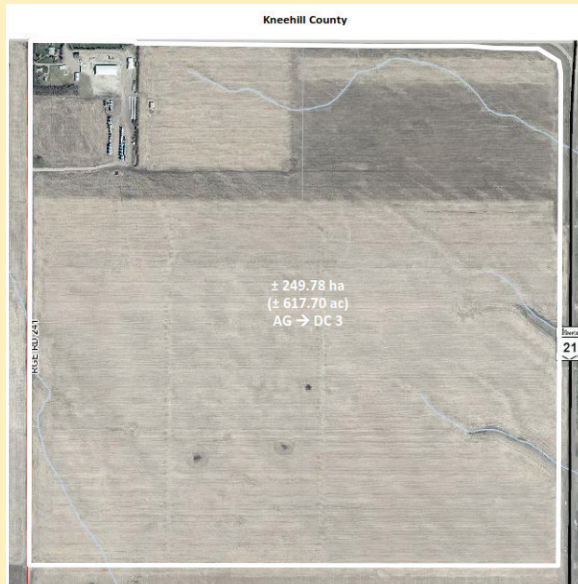 Kneehill County
± 249.78 ha
(± 617.70 ac)
AG → DC 3
RGE RD 241
21